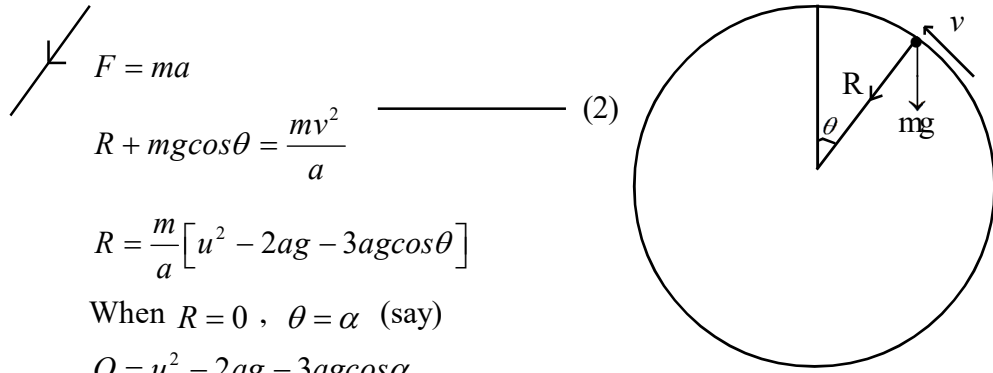 F = ma
(2)
R + mgcosθ = mv²/a
R = m/a [u² − 2ag − 3agcosθ]
When R = 0 , θ = α (say)
O = u² − 2ag − 3agcosα
v
R
mg
θ